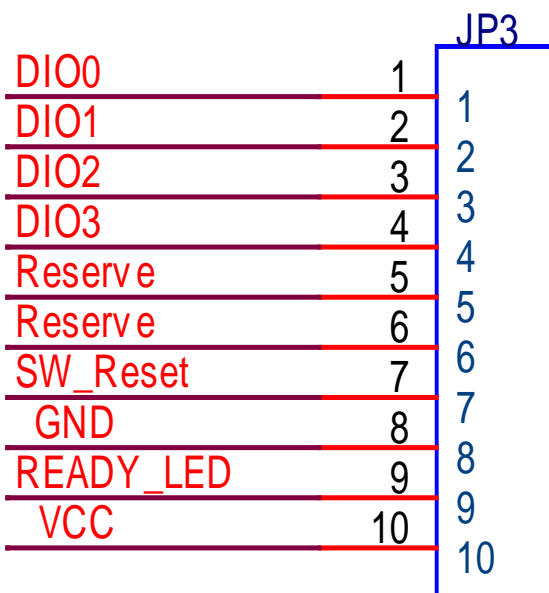 JP3
DIO0 1 1
DIO1 2 2
DIO2 3 3
DIO3 4 4
Reserve 5 5
Reserve 6 6
SW_Reset 7 7
GND 8 8
READY_LED 9 9
VCC 10 10